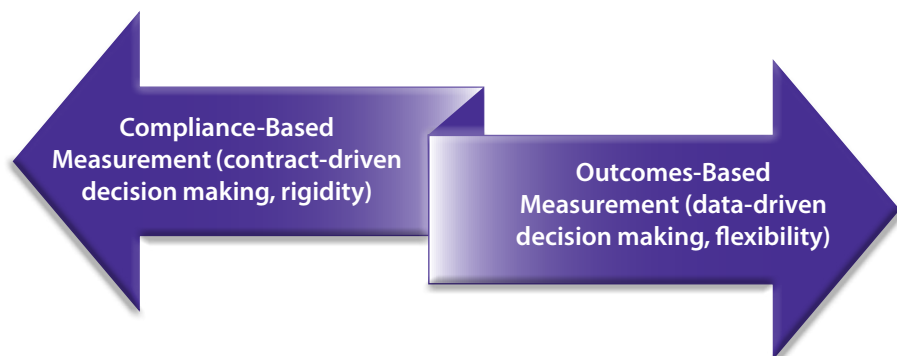 Compliance-Based
Measurement (contract-driven
decision making, rigidity)
Outcomes-Based
Measurement (data-driven
decision making, flexibility)